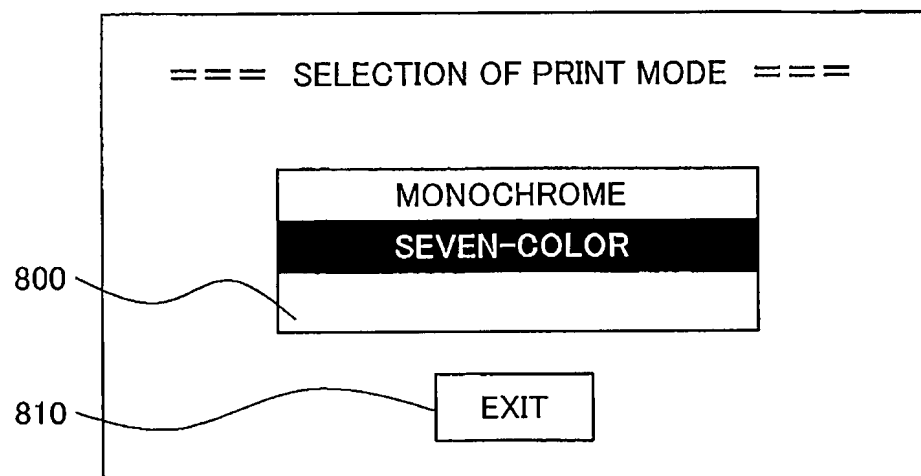 === SELECTION OF PRINT MODE ===
MONOCHROME
SEVEN-COLOR
800
810
EXIT